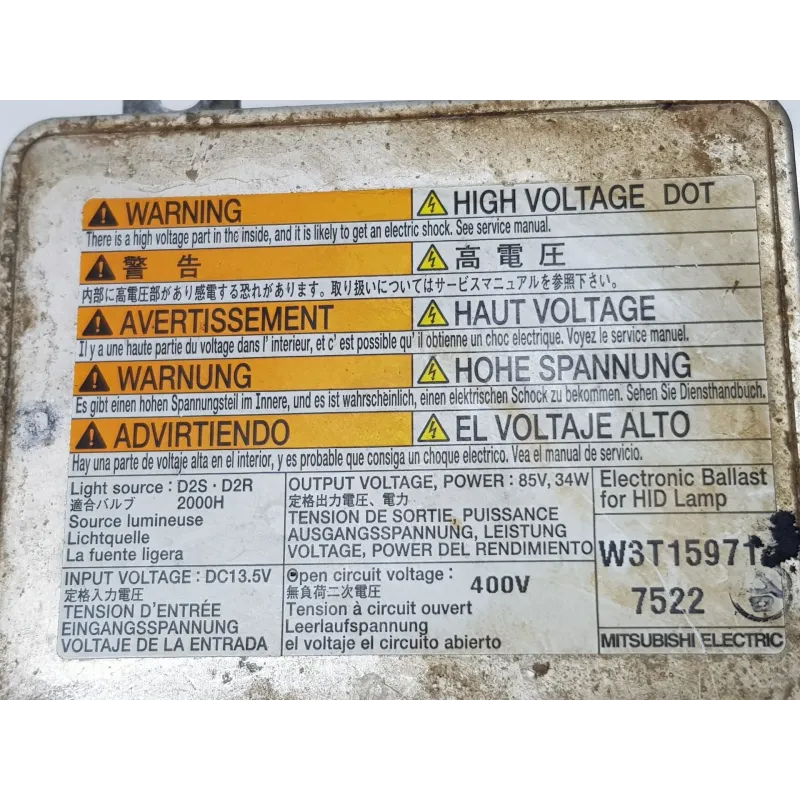 WARNING HIGH VOLTAGE DOT
There is a high voltage part in the inside, and it is likely to get an electric shock. See service manual.
警告 高電圧
内部に高電圧部があり感電する恐れがあります。取り扱いについてはサービスマニュアルを参照下さい。
AVERTISSEMENT HAUT VOLTAGE
Il y a une haute partie du voltage dans l' interieur, et c' est possible qu' il obtienne un choc electrique. Voyez le service manuel.
WARNUNG HOHE SPANNUNG
Es gibt einen hohen Spannungsteil im Innere, und es ist wahrscheinlich, einen elektrischen Schock zu bekommen. Sehen Sie Diensthandbuch.
ADVIRTIENDO EL VOLTAJE ALTO
Hay una parte de voltaje alta en el interior, y es probable que consiga un choque electrico. Vea el manual de servicio.
Light source : D2S · D2R
適合バルブ 2000H
Source lumineuse
Lichtquelle
La fuente ligera
OUTPUT VOLTAGE, POWER : 85V, 34W
定格出力電圧、電力
TENSION DE SORTIE, PUISSANCE
AUSGANGSSPANNUNG, LEISTUNG
VOLTAGE, POWER DEL RENDIMIENTO
Electronic Ballast
for HID Lamp
INPUT VOLTAGE : DC13.5V
定格入力電圧
TENSION D'ENTRÉE
EINGANGSSPANNUNG
VOLTAJE DE LA ENTRADA
Open circuit voltage :
無負荷二次電圧 400V
Tension à circuit ouvert
Leerlaufspannung
el voltaje el circuito abierto
W3T15971
7522
MITSUBISHI ELECTRIC